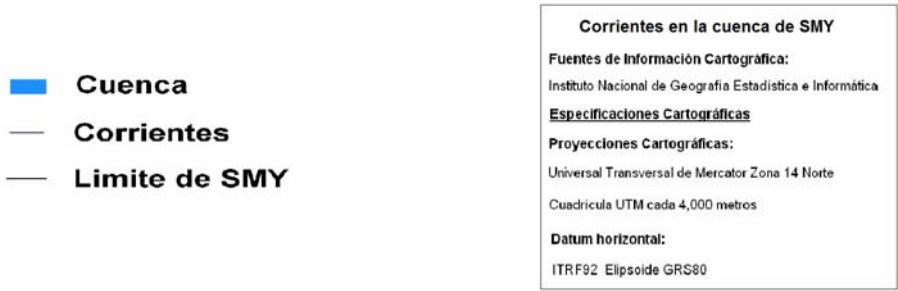 Cuenca
Corrientes
Limite de SMY
Corrientes en la cuenca de SMY
Fuentes de Información Cartográfica:
Instituto Nacional de Geografía Estadística e Informática
Especificaciones Cartográficas
Proyecciones Cartográficas:
Universal Transversal de Mercator Zona 14 Norte
Cuadrícula UTM cada 4,000 metros
Datum horizontal:
ITRF92 Elipsoide GRS80